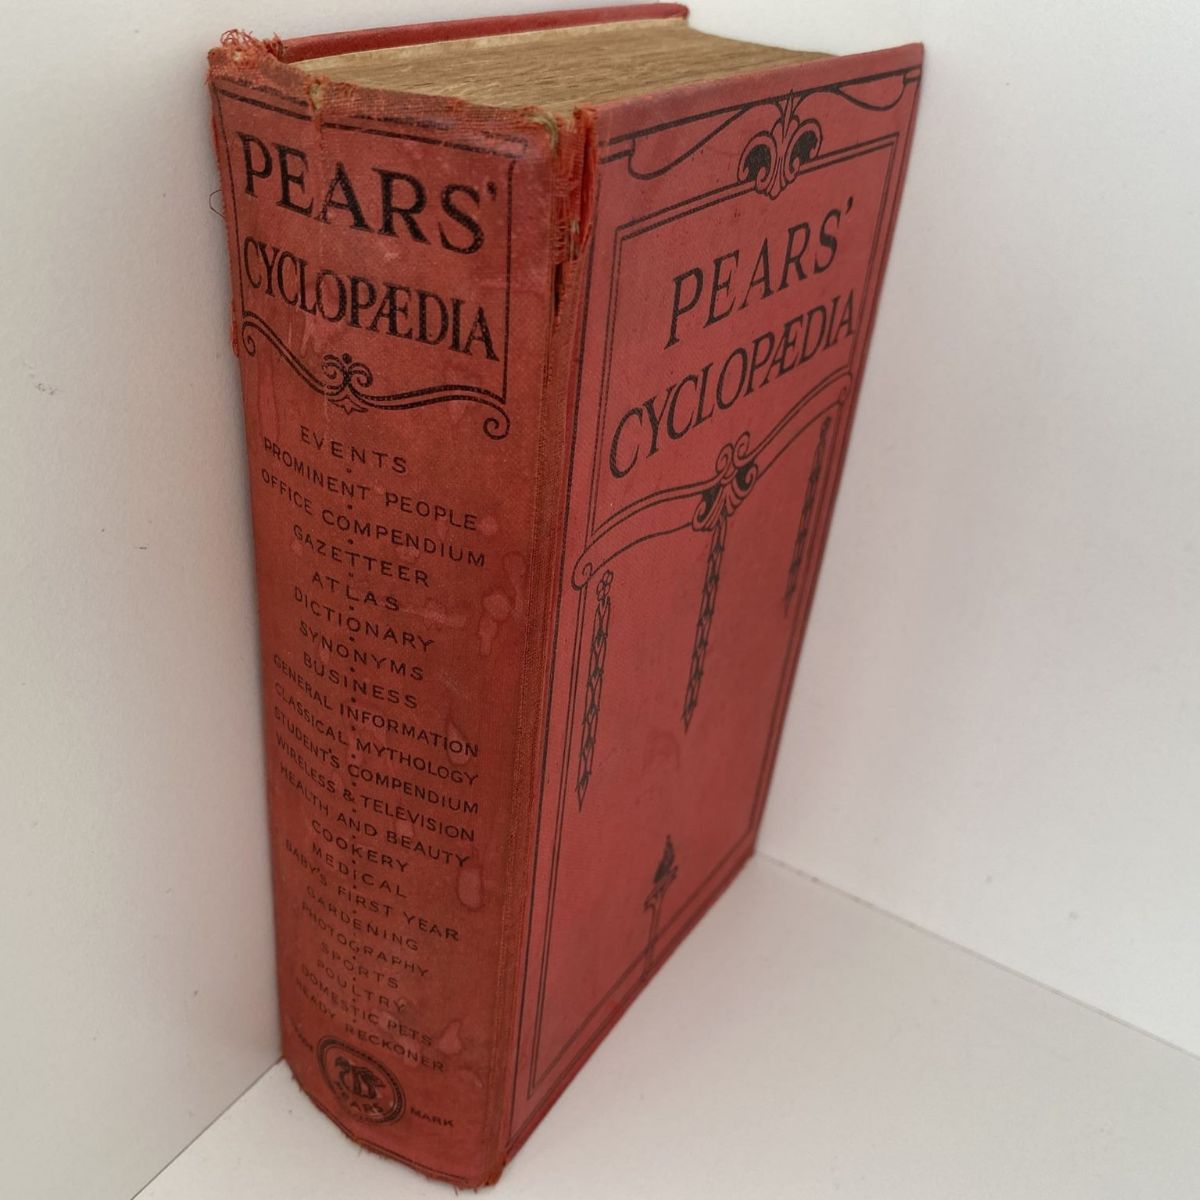 PEARS'
CYCLOPÆDIA
EVENTS
PROMINENT PEOPLE
OFFICE COMPENDIUM
GAZETTEER
ATLAS
DICTIONARY
SYNONYMS
BUSINESS
GENERAL INFORMATION
CLASSICAL MYTHOLOGY
STUDENT'S COMPENDIUM
WIRELESS & TELEVISION
HEALTH AND BEAUTY
COOKERY
MEDICAL
BABY'S FIRST YEAR
GARDENING
PHOTOGRAPHY
SPORTS
POULTRY
DOMESTIC PETS
READY RECKONER
TRADE MARK
PEARS
PEARS'
CYCLOPÆDIA